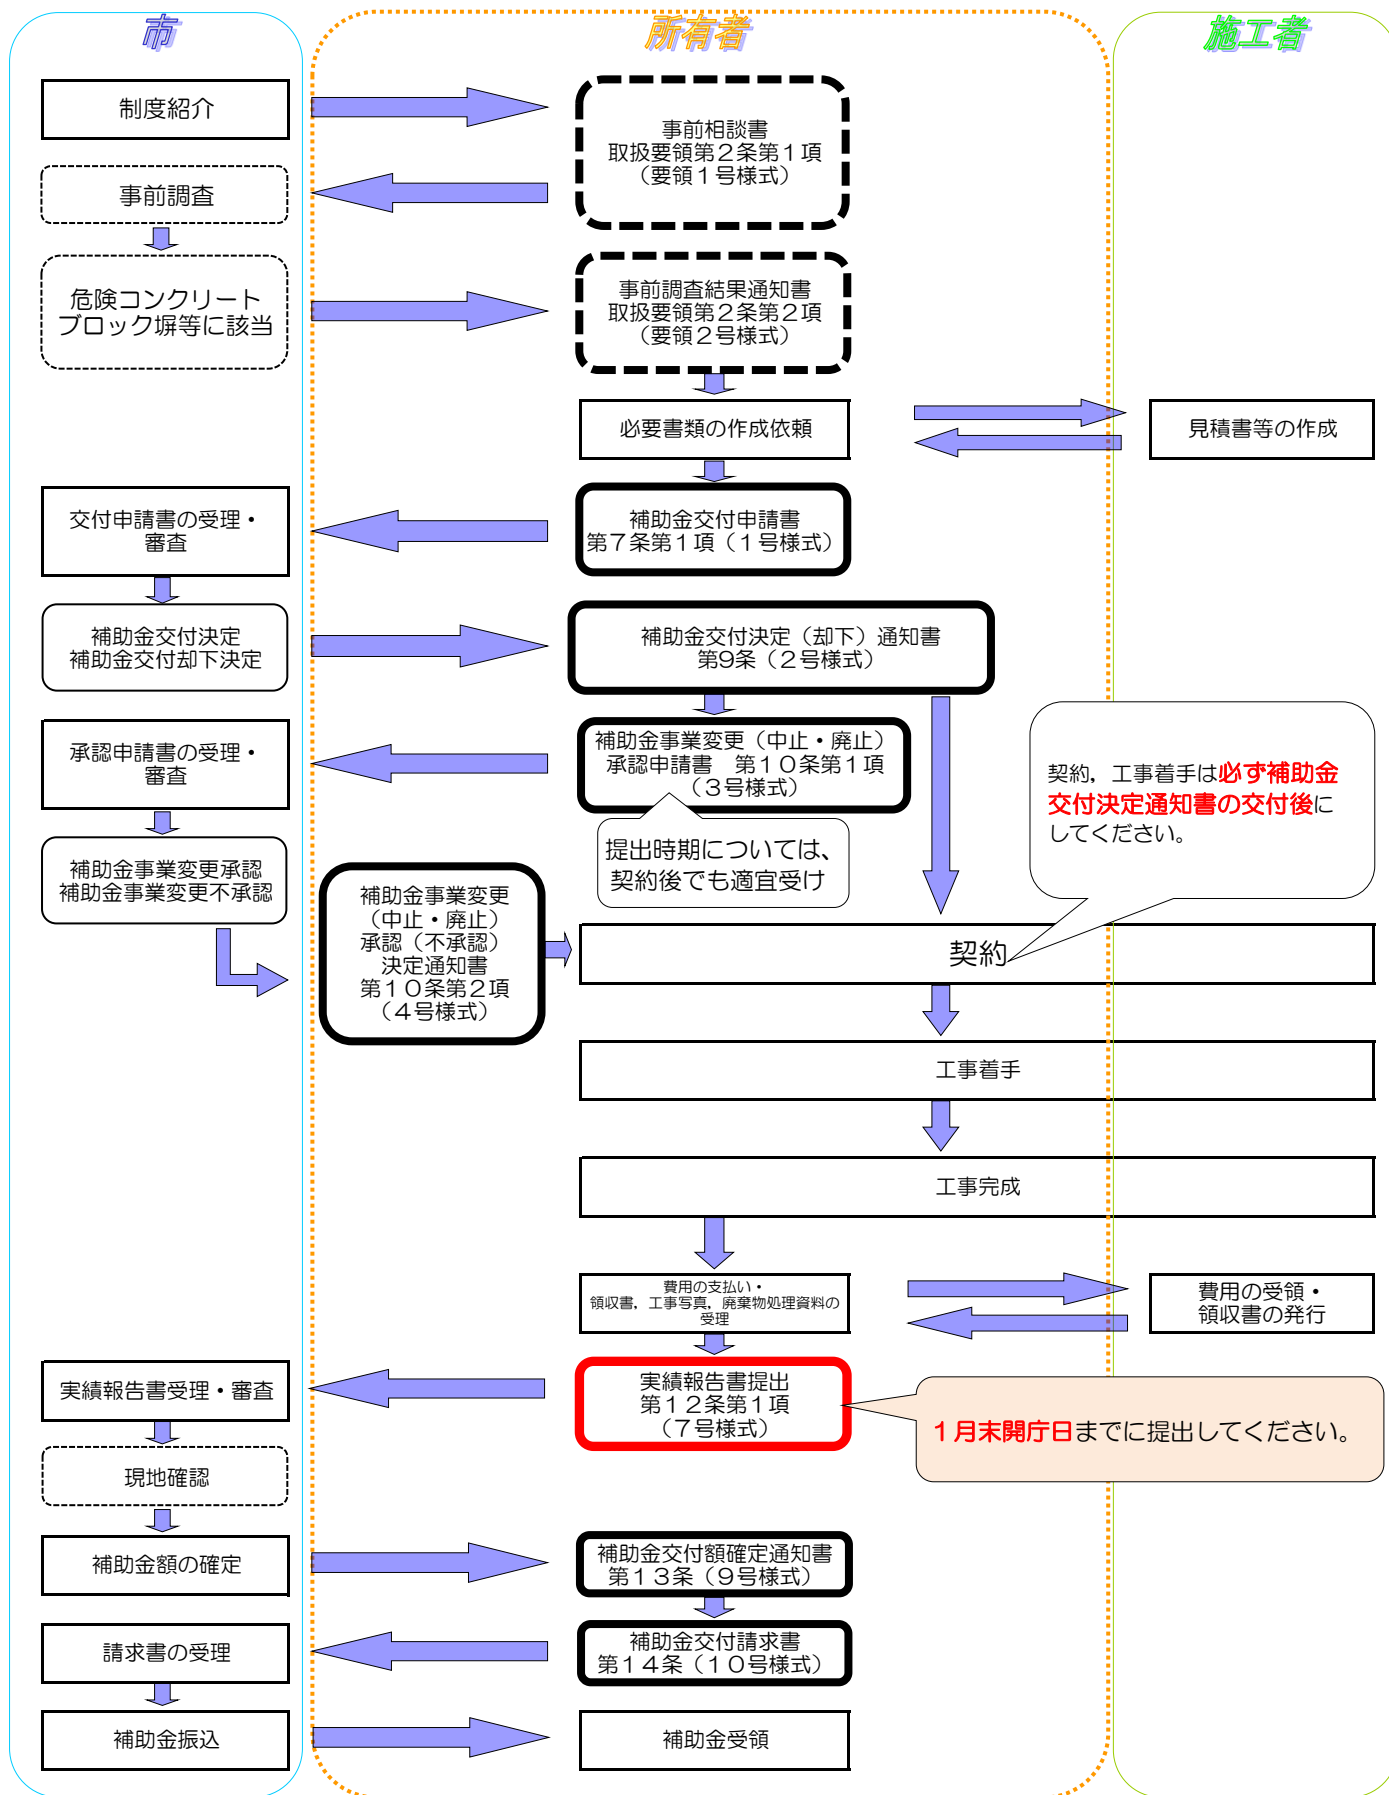 市
所有者
施工者
制度紹介
事前相談書
取扱要領第２条第１項
（要領１号様式）
事前調査
危険コンクリート
ブロック塀等に該当
事前調査結果通知書
取扱要領第２条第２項
（要領２号様式）
必要書類の作成依頼
見積書等の作成
交付申請書の受理・
審査
補助金交付申請書
第７条第１項（１号様式）
補助金交付決定
補助金交付却下決定
補助金交付決定（却下）通知書
第9条（２号様式）
承認申請書の受理・
審査
補助金事業変更（中止・廃止）
承認申請書　第１０条第１項
（３号様式）
契約，工事着手は必ず補助金
交付決定通知書の交付後に
してください。
提出時期については、
契約後でも適宜受け
補助金事業変更承認
補助金事業変更不承認
補助金事業変更
（中止・廃止）
承認（不承認）
決定通知書
第１０条第２項
（４号様式）
契約
工事着手
工事完成
費用の支払い・
領収書，工事写真，廃棄物処理資料の
受理
費用の受領・
領収書の発行
実績報告書受理・審査
実績報告書提出
第１２条第１項
（７号様式）
１月末開庁日までに提出してください。
現地確認
補助金額の確定
補助金交付額確定通知書
第１３条（９号様式）
請求書の受理
補助金交付請求書
第１４条（１０号様式）
補助金振込
補助金受領